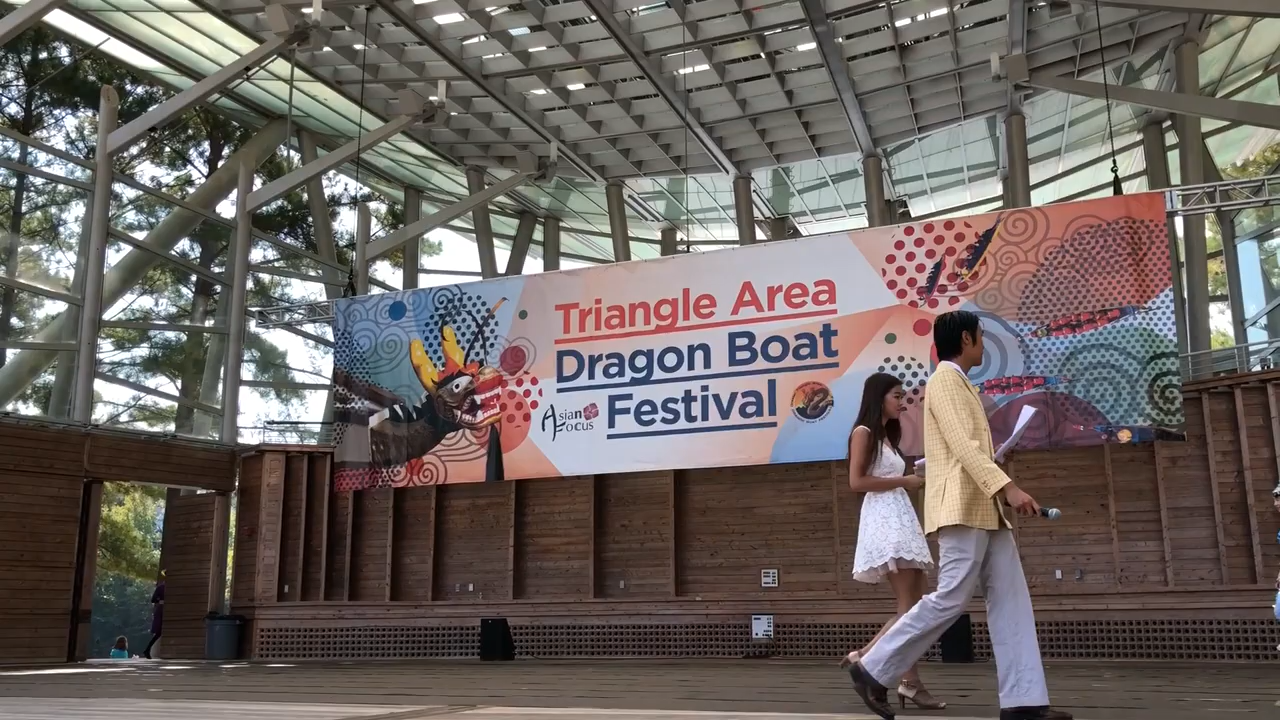 Triangle Area
Dragon Boat
Festival
Asian
Focus